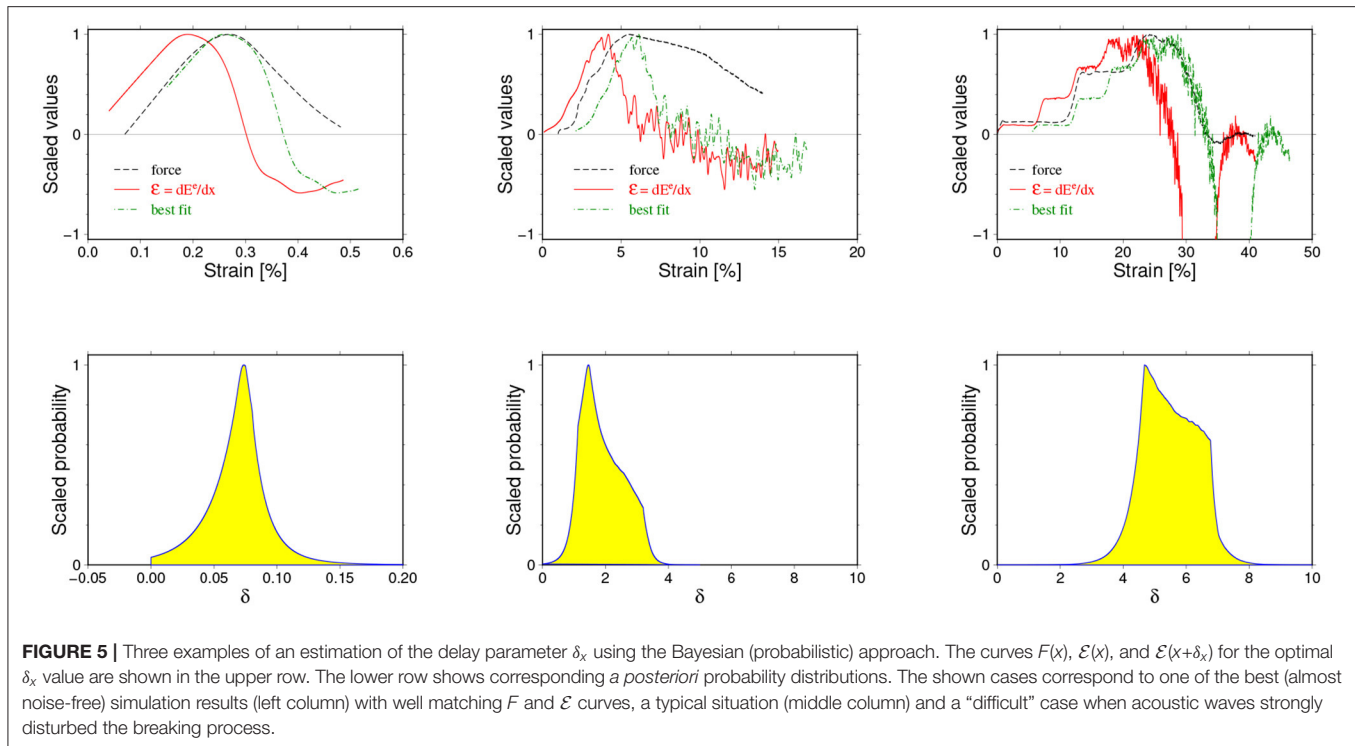 Scaled values
1
0
−1
force
Ɛ = dEᵉ/dx
best fit
0.0 0.1 0.2 0.3 0.4 0.5 0.6
Strain [%]
Scaled values
1
0
−1
force
Ɛ = dEᵉ/dx
best fit
0 5 10 15 20
Strain [%]
Scaled values
1
0
−1
force
Ɛ = dEᵉ/dx
best fit
0 10 20 30 40 50
Strain [%]
Scaled probability
1
0
−0.05 0.00 0.05 0.10 0.15 0.20
δ
Scaled probability
1
0
0 2 4 6 8 10
δ
Scaled probability
1
0
0 2 4 6 8 10
δ
FIGURE 5 | Three examples of an estimation of the delay parameter δₓ using the Bayesian (probabilistic) approach. The curves F(x), Ɛ(x), and Ɛ(x+δₓ) for the optimal
δₓ value are shown in the upper row. The lower row shows corresponding a posteriori probability distributions. The shown cases correspond to one of the best (almost
noise-free) simulation results (left column) with well matching F and Ɛ curves, a typical situation (middle column) and a “difficult” case when acoustic waves strongly
disturbed the breaking process.